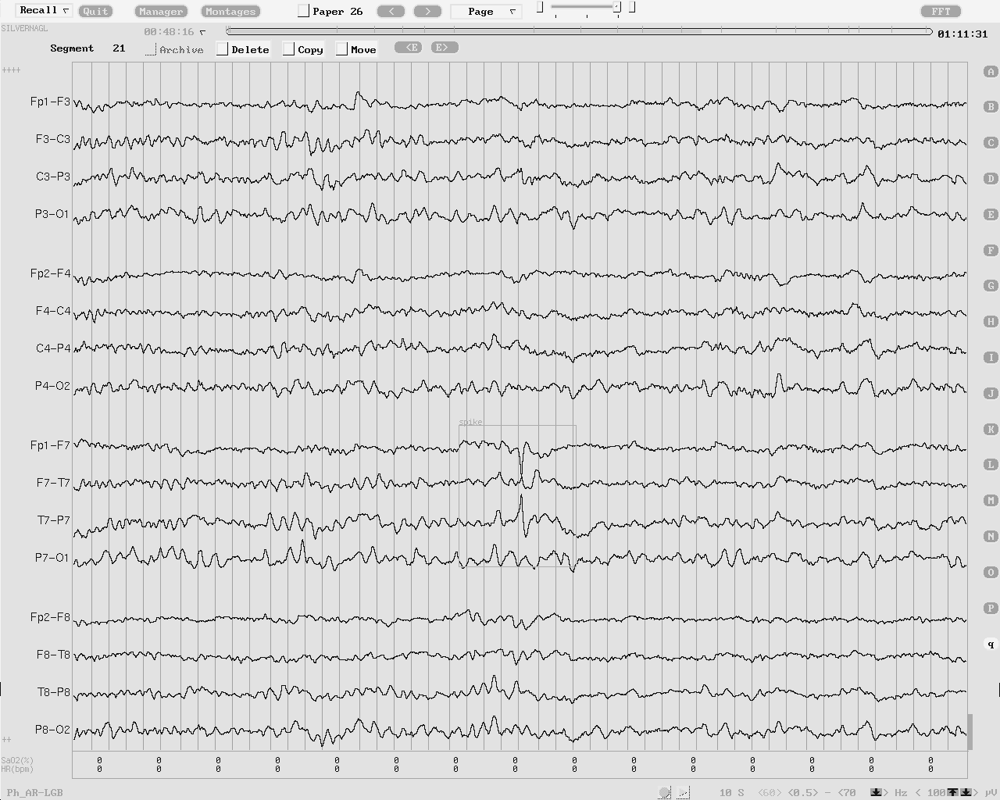 Recall Quit Manager Montages Paper 26 < > Page FFT
SILVERNAGL 00:48:16 01:11:31
Segment 21 Archive Delete Copy Move <E E>
++++ A
Fp1-F3 B
F3-C3 C
C3-P3 D
P3-O1 E
F
Fp2-F4 G
F4-C4 H
C4-P4 I
P4-O2 J
spike K
Fp1-F7
F7-T7 L
T7-P7 M
N
P7-O1 O
P
Fp2-F8
q
F8-T8
T8-P8
P8-O2
++
SaO2(%) 0 0 0 0 0 0 0 0 0 0 0 0 0 0 0
HR(bpm) 0 0 0 0 0 0 0 0 0 0 0 0 0 0 0
Ph_AR-LGB > 10 S <60> <0.5> - <70 > Hz < 100 > µV